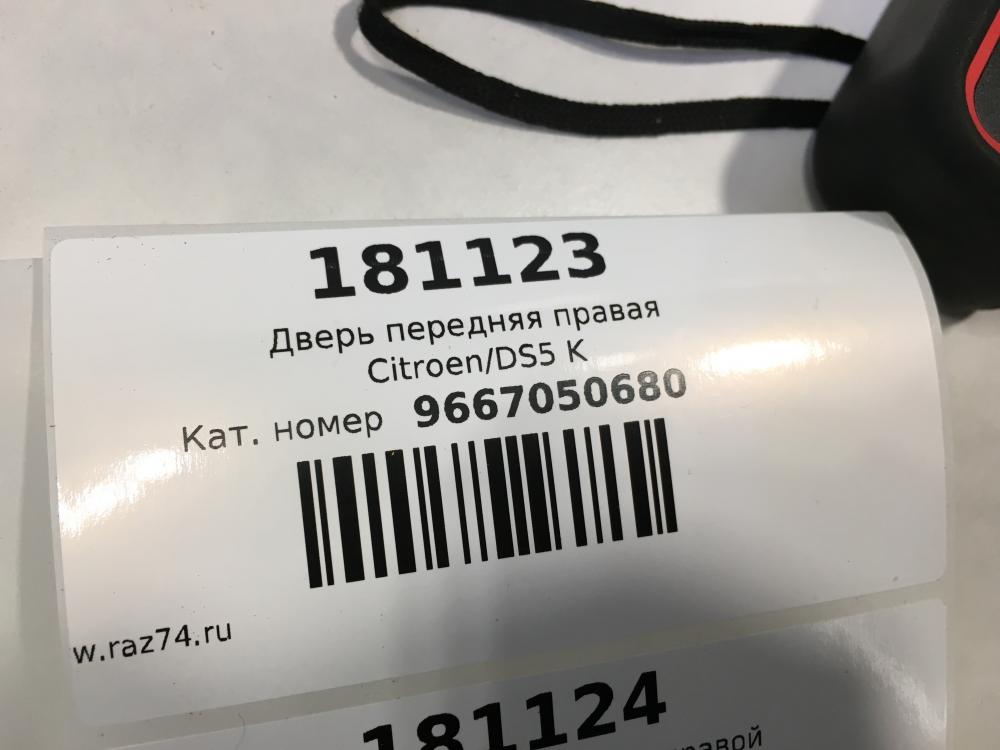 181123
Дверь передняя правая
Citroen/DS5 K
Кат. номер 9667050680
w.raz74.ru
181124